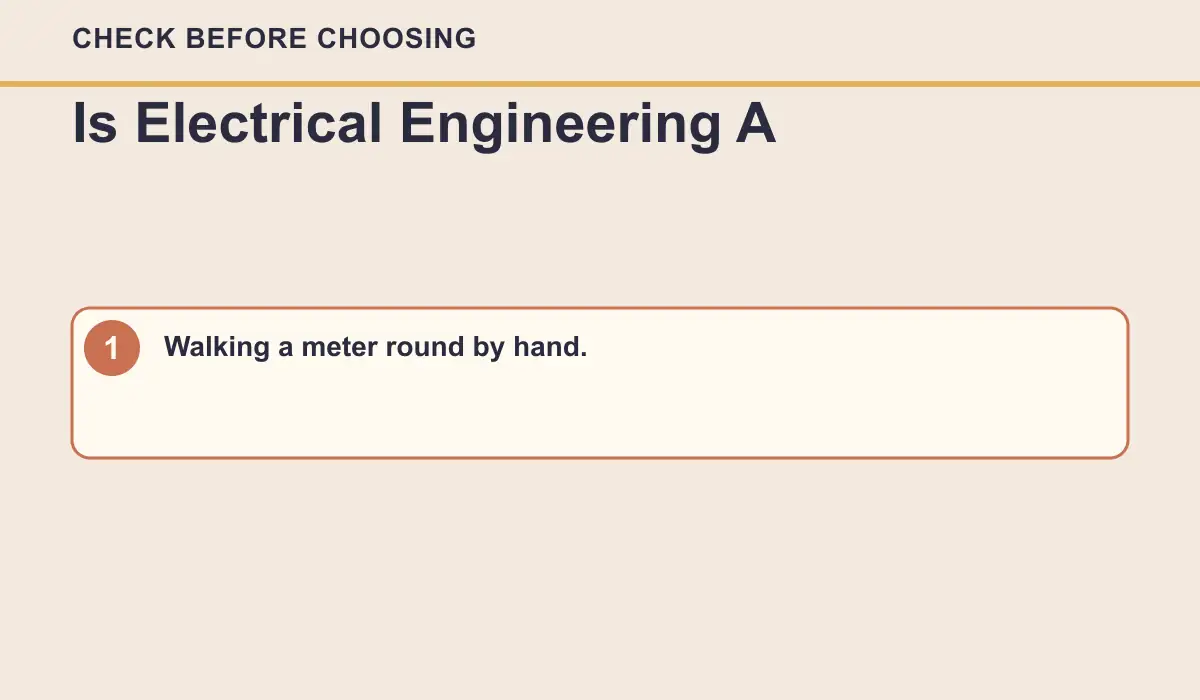 CHECK BEFORE CHOOSING
Is Electrical Engineering A
1
Walking a meter round by hand.